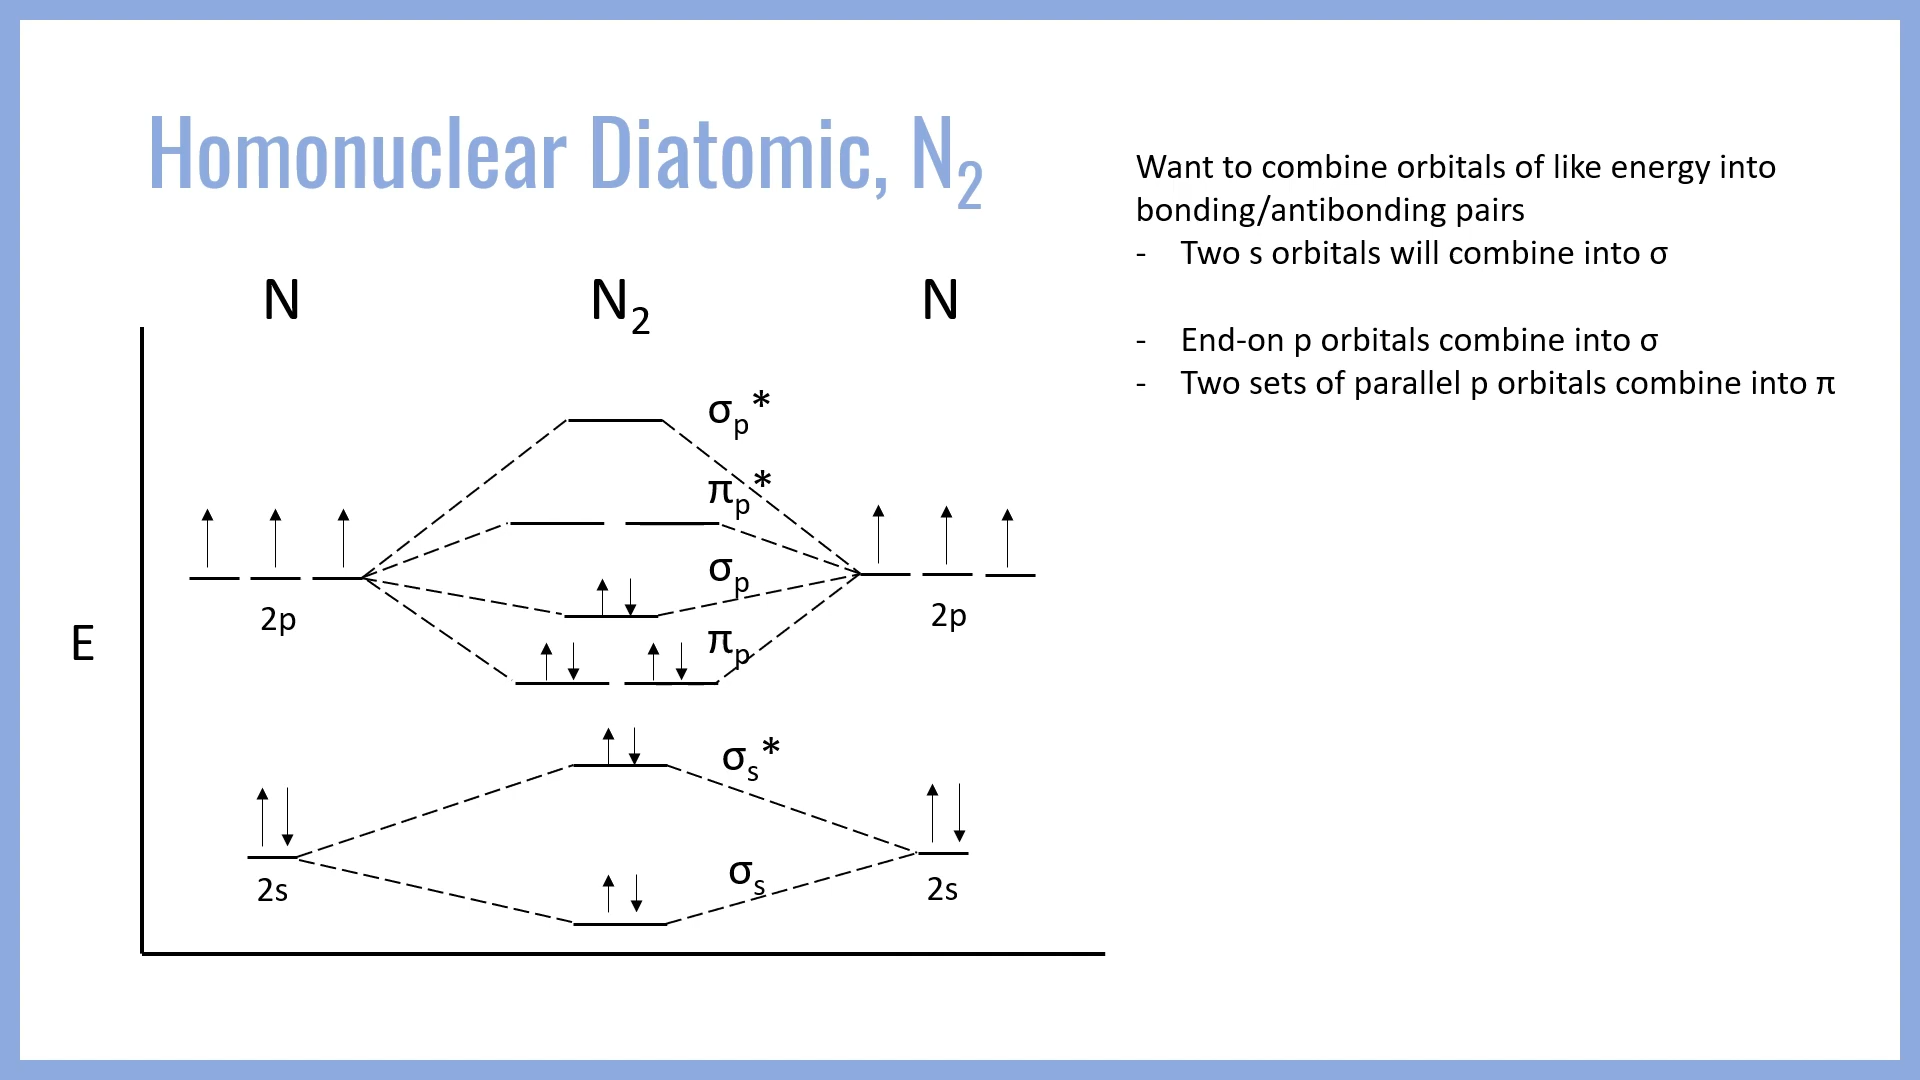 Homonuclear Diatomic, N₂
Want to combine orbitals of like energy into
bonding/antibonding pairs
- Two s orbitals will combine into σ
- End-on p orbitals combine into σ
- Two sets of parallel p orbitals combine into π
N N₂ N
σp*
πp*
σp
2p 2p
E
πp
σs*
σs
2s 2s